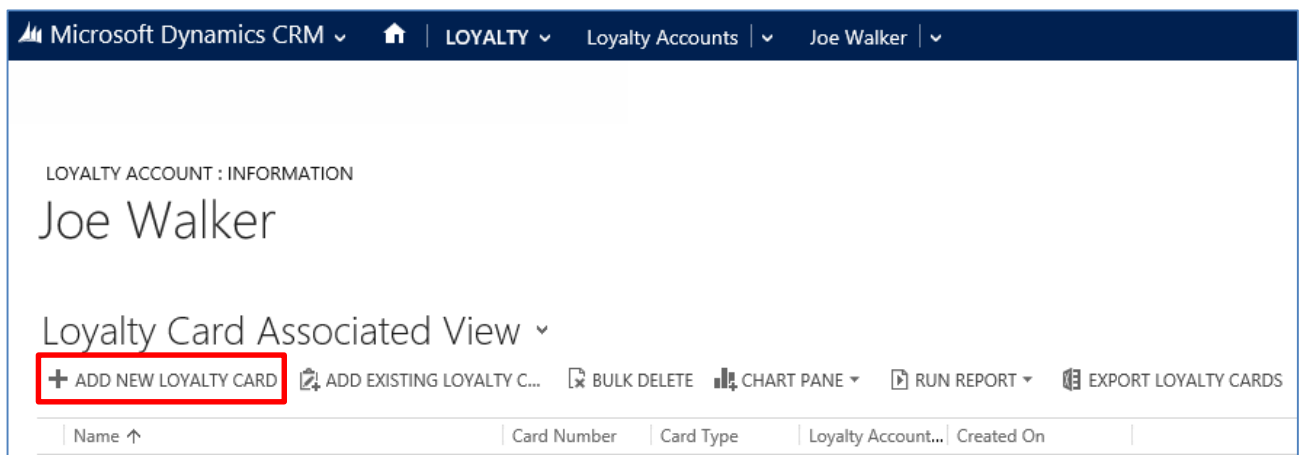 Microsoft Dynamics CRM LOYALTY Loyalty Accounts Joe Walker
LOYALTY ACCOUNT : INFORMATION
Joe Walker
Loyalty Card Associated View
ADD NEW LOYALTY CARD ADD EXISTING LOYALTY C... BULK DELETE CHART PANE RUN REPORT EXPORT LOYALTY CARDS
Name ↑ Card Number Card Type Loyalty Account... Created On